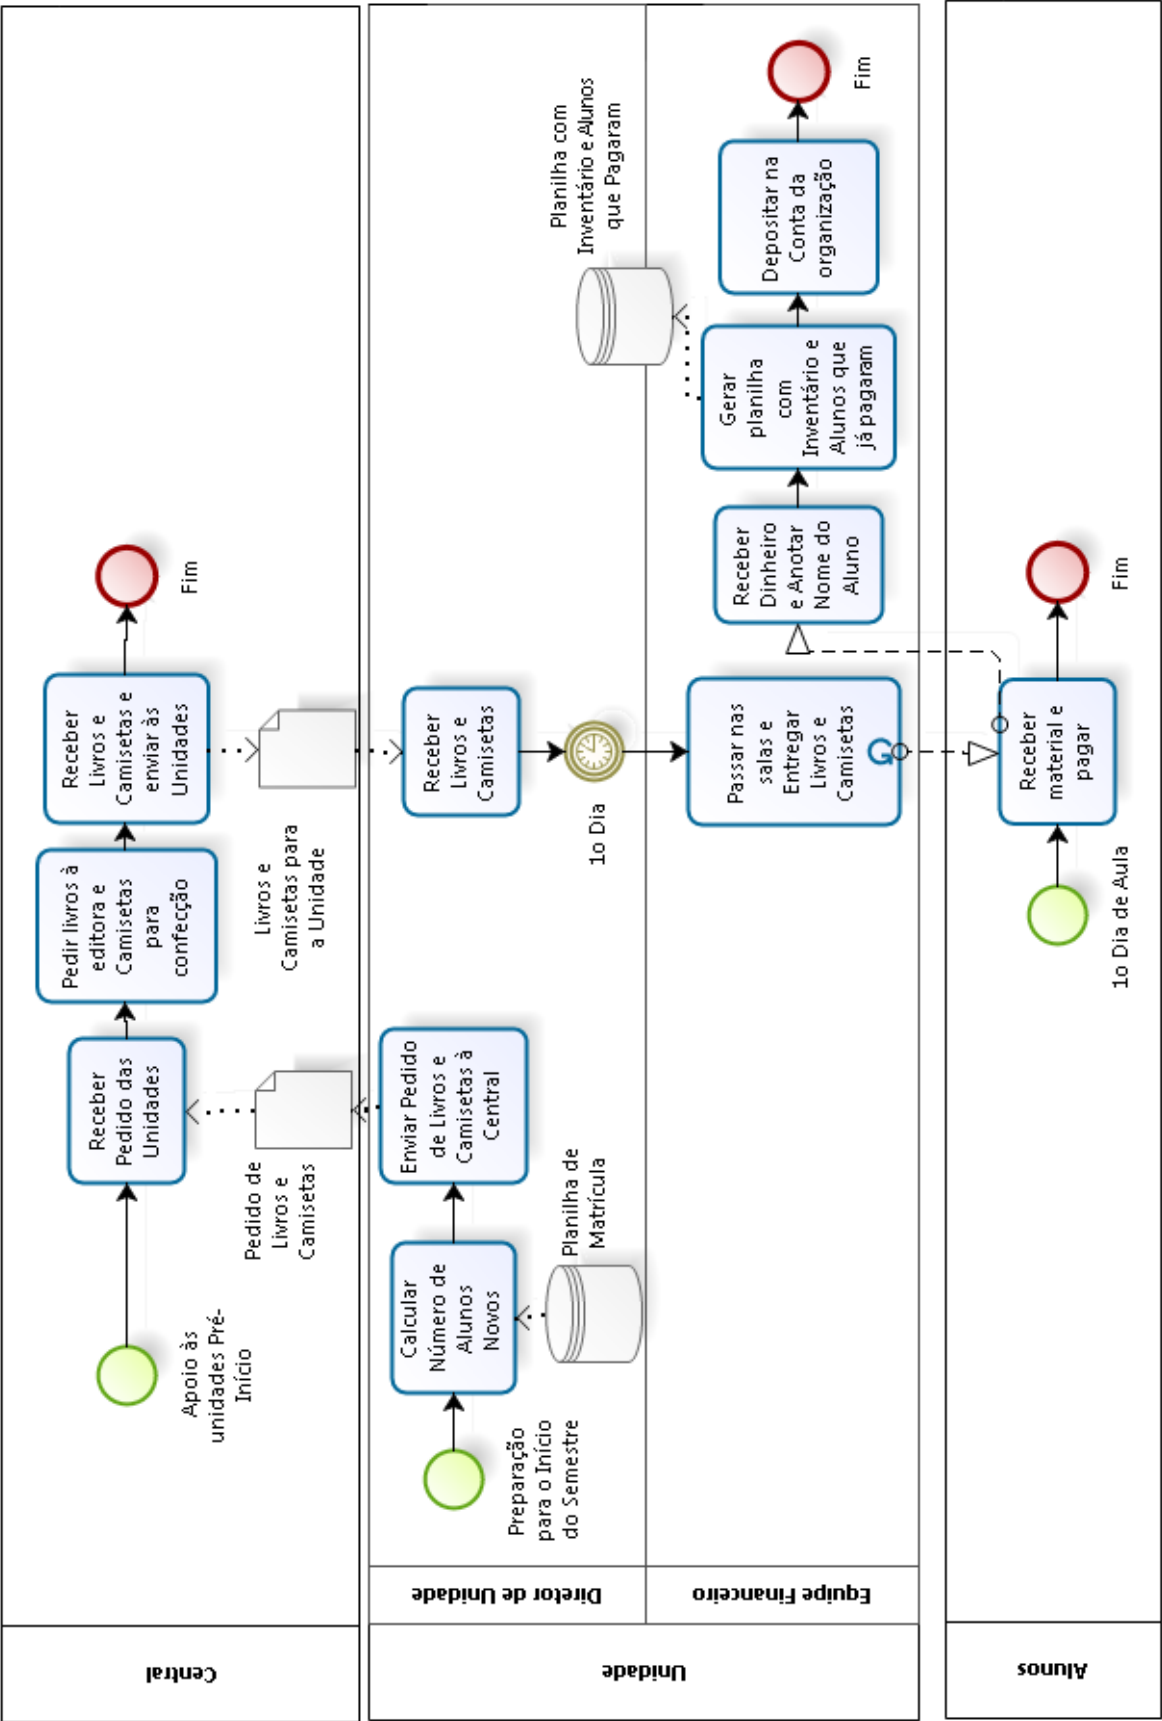 Central
Apoio às
unidades Pré-
Início
Receber
Pedido das
Unidades
Pedir livros à
editora e
Camisetas
para
confecção
Receber
Livros e
Camisetas e
enviar às
Unidades
Fim
Pedido de
Livros e
Camisetas
Livros e
Camisetas para
a Unidade
Unidade
Diretor de Unidade
Preparação
para o Início
do Semestre
Calcular
Número de
Alunos
Novos
Planilha de
Matrícula
Enviar Pedido
de Livros e
Camisetas à
Central
Receber
Livros e
Camisetas
1o Dia
Planilha com
Inventário e Alunos
que Pagaram
Equipe Financeiro
Passar nas
salas e
Entregar
Livros e
Camisetas
Receber
Dinheiro
e Anotar
Nome do
Aluno
Gerar
planilha
com
Inventário e
Alunos que
já pagaram
Depositar na
Conta da
organização
Fim
Alunos
1o Dia de Aula
Receber
material e
pagar
Fim